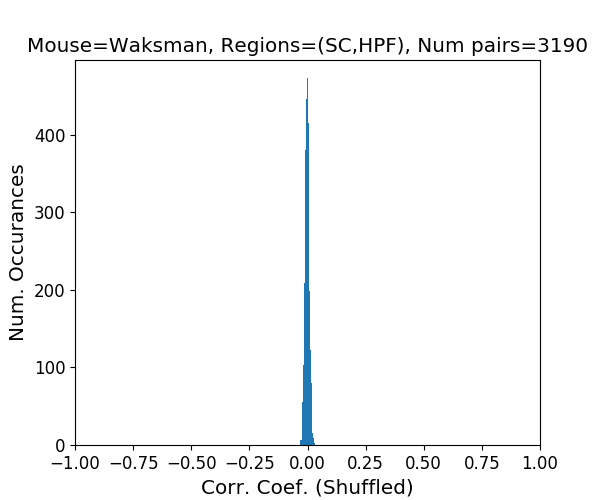 Mouse=Waksman, Regions=(SC,HPF), Num pairs=3190
Num. Occurances
400
300
200
100
0
−1.00 −0.75 −0.50 −0.25 0.00 0.25 0.50 0.75 1.00
Corr. Coef. (Shuffled)